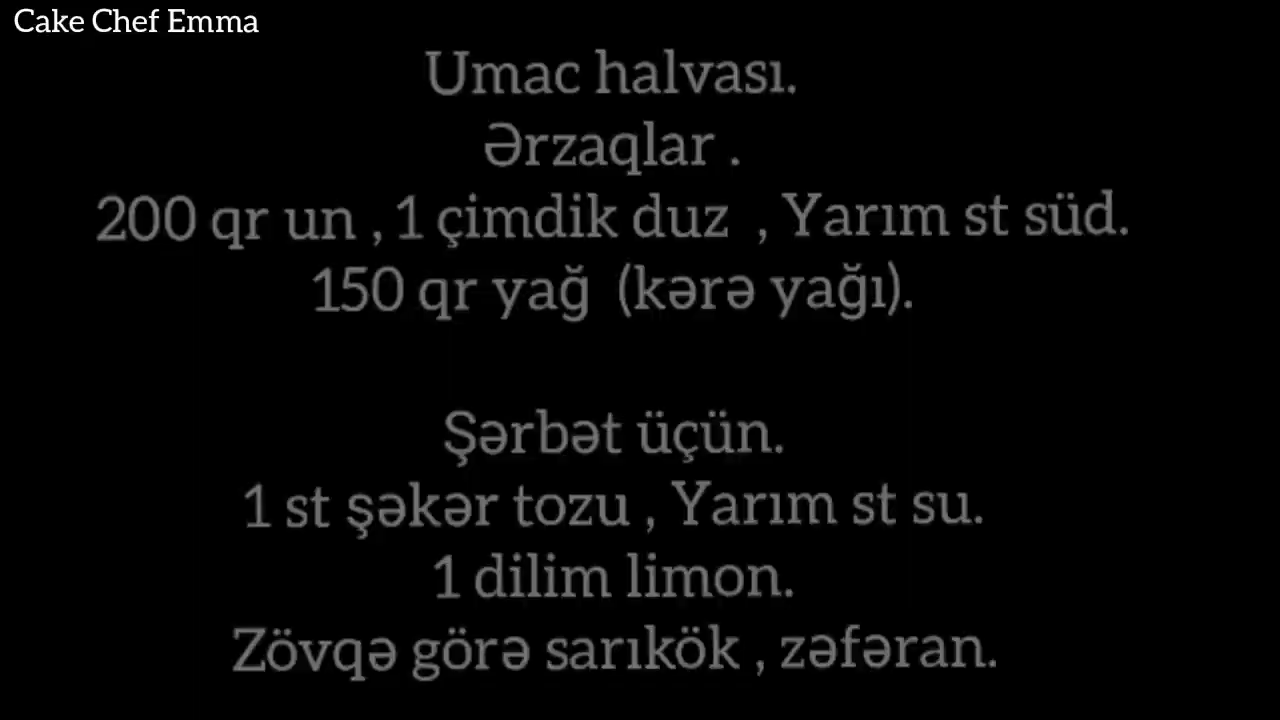 Cake Chef Emma
Umac halvası.
Ərzaqlar .
200 qr un , 1 çimdik duz , Yarım st süd.
150 qr yağ (kərə yağı).
Şərbət üçün.
1 st şəkər tozu , Yarım st su.
1 dilim limon.
Zövqə görə sarıkök , zəfəran.